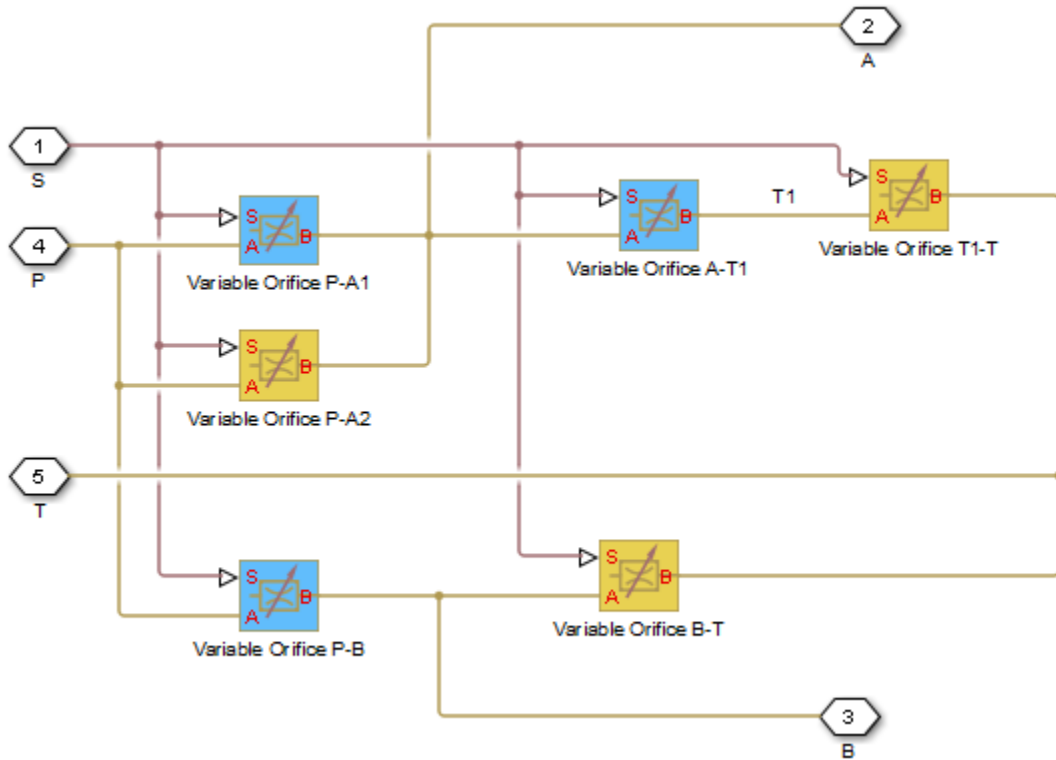 2
A
1
S
S
A
B
Variable Orifice P-A1
S
A
B
Variable Orifice A-T1
T1
S
A
B
Variable Orifice T1-T
4
P
S
A
B
Variable Orifice P-A2
5
T
S
A
B
Variable Orifice P-B
S
A
B
Variable Orifice B-T
3
B